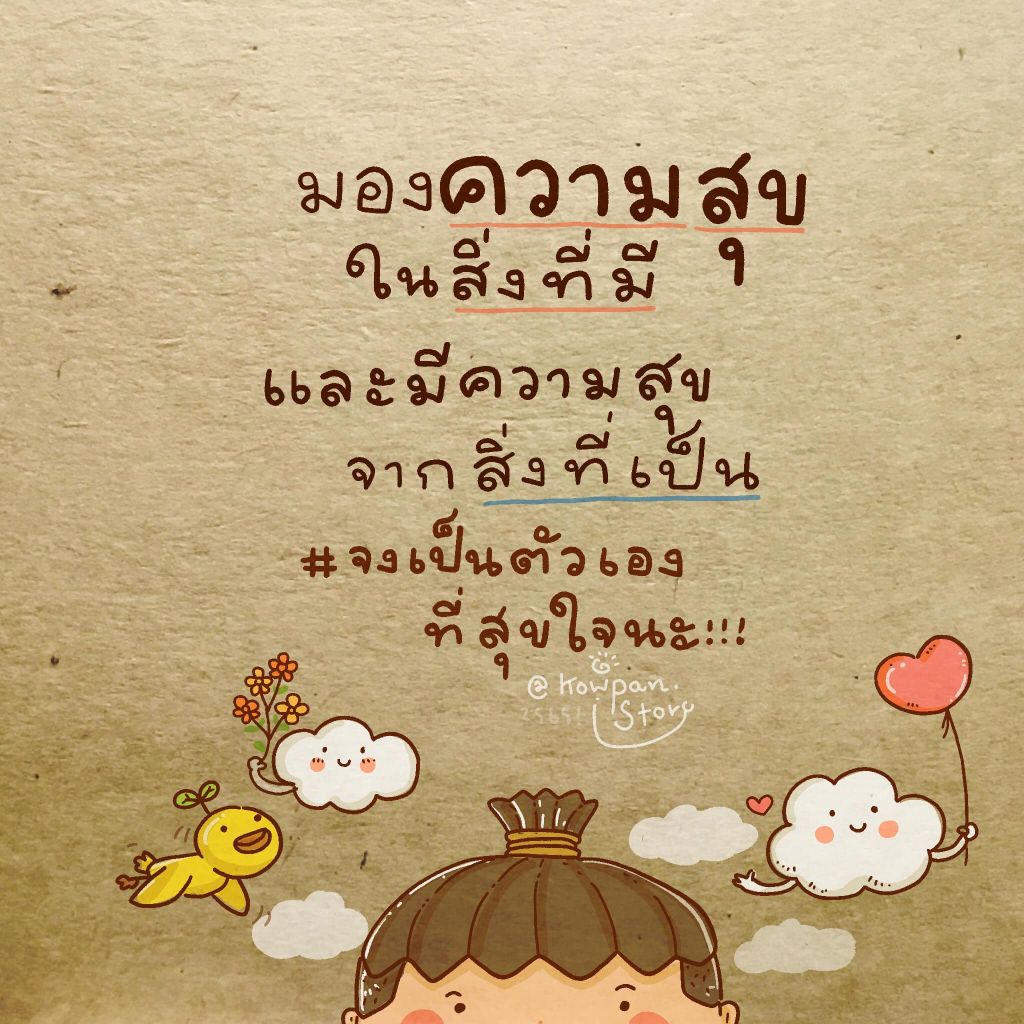 มองความสุข
ในสิ่งที่มี
และมีความสุข
จากสิ่งที่เป็น
#จงเป็นตัวเอง
ที่สุขใจนะ!!!
@kowpan.
Story